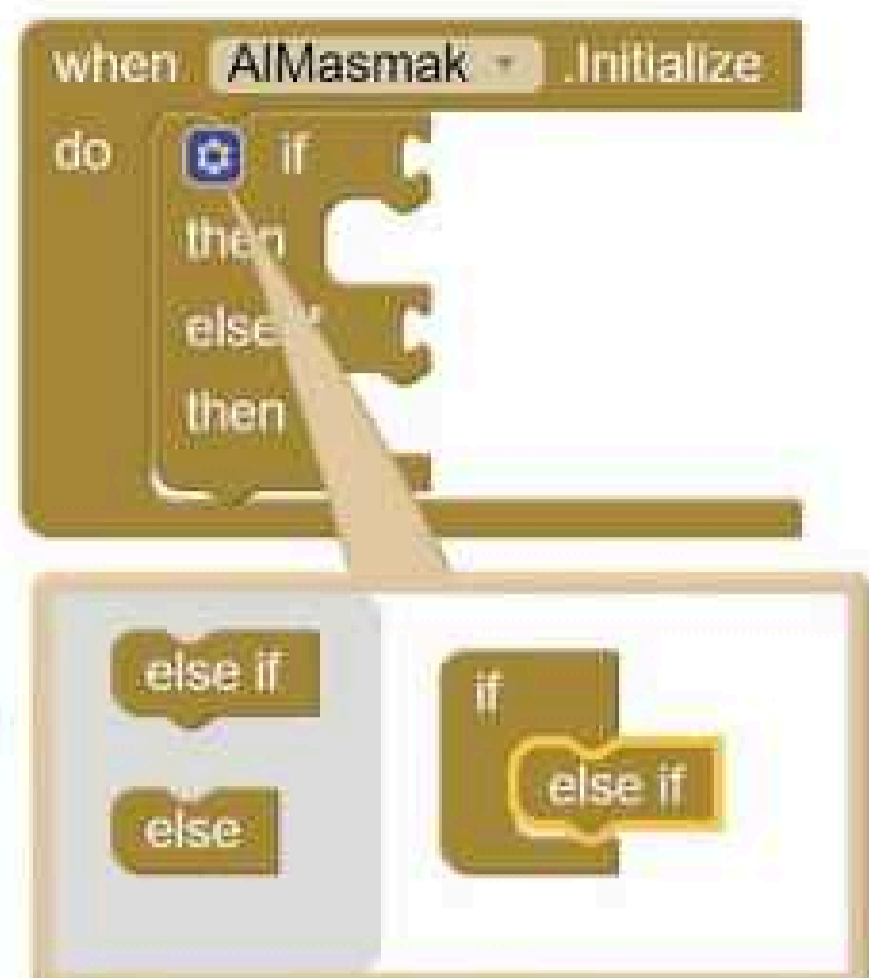 when AlMasmak .Initialize
do if
then
else if
then
else if
if
else if
else